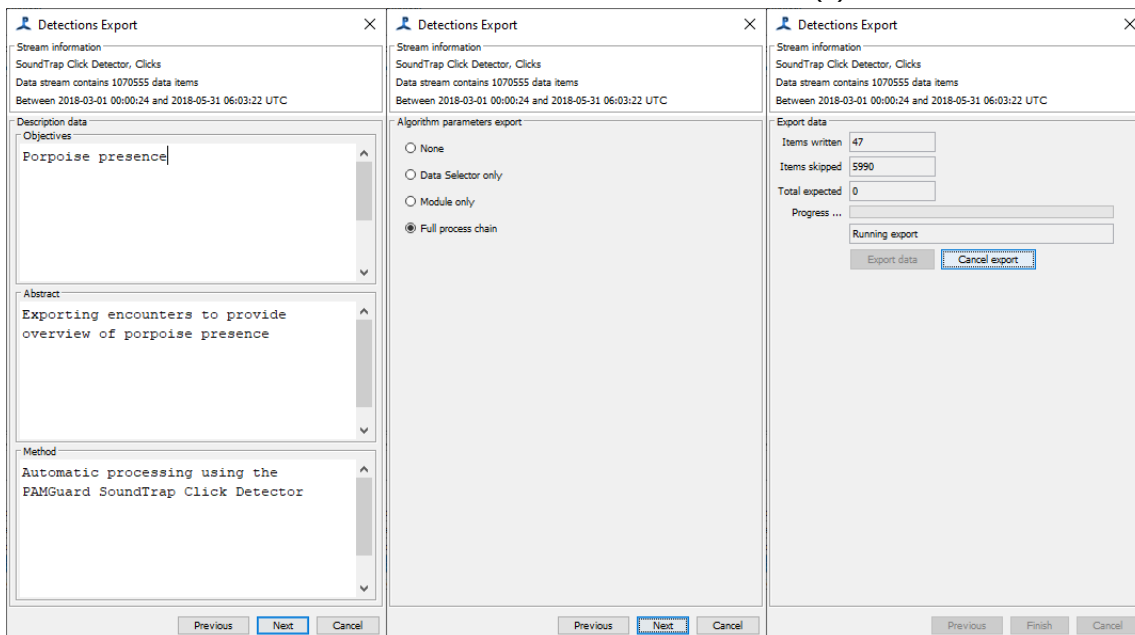 Detections Export
Stream information
SoundTrap Click Detector, Clicks
Data stream contains 1070555 data items
Between 2018-03-01 00:00:24 and 2018-05-31 06:03:22 UTC
Description data
Objectives
Porpoise presence
Abstract
Exporting encounters to provide
overview of porpoise presence
Method
Automatic processing using the
PAMGuard SoundTrap Click Detector
Previous Next Cancel
Detections Export
Stream information
SoundTrap Click Detector, Clicks
Data stream contains 1070555 data items
Between 2018-03-01 00:00:24 and 2018-05-31 06:03:22 UTC
Algorithm parameters export
None
Data Selector only
Module only
Full process chain
Previous Next Cancel
Detections Export
Stream information
SoundTrap Click Detector, Clicks
Data stream contains 1070555 data items
Between 2018-03-01 00:00:24 and 2018-05-31 06:03:22 UTC
Export data
Items written 47
Items skipped 5990
Total expected 0
Progress ...
Running export
Export data Cancel export
Previous Finish Cancel